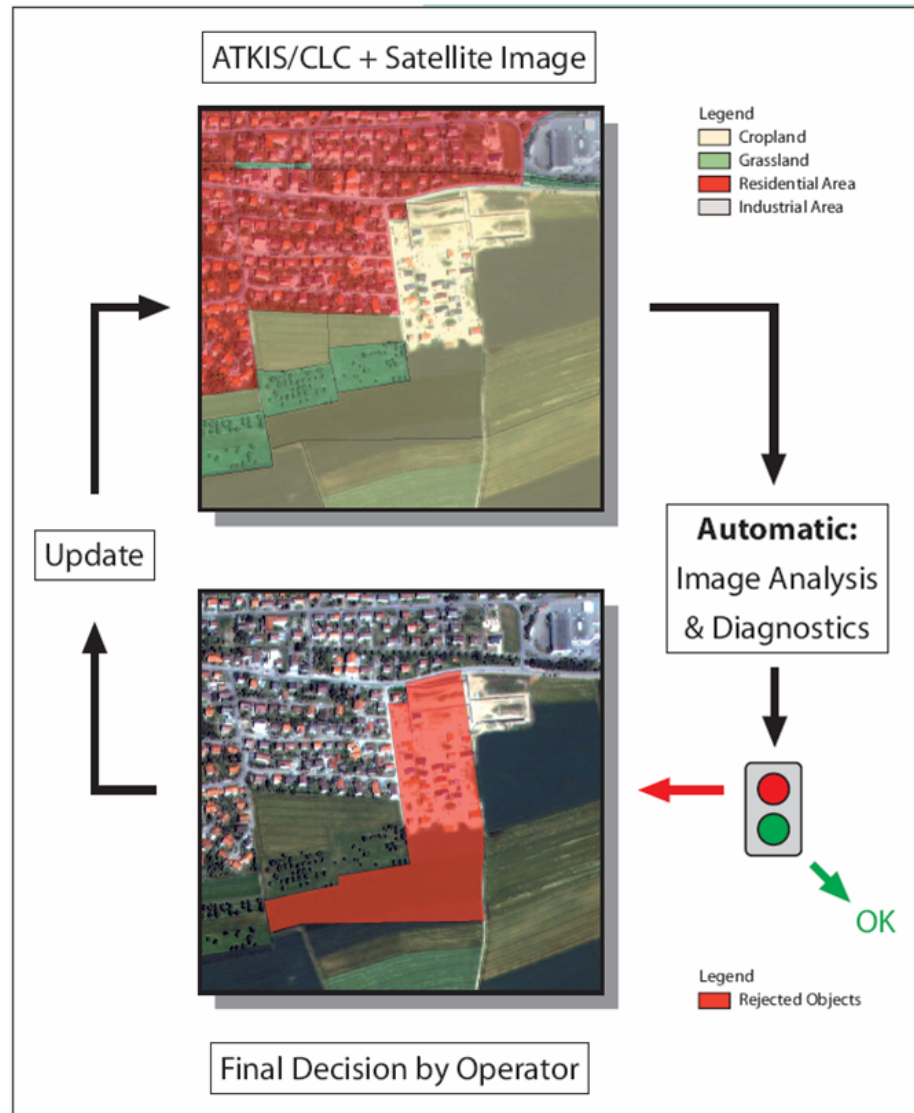 ATKIS/CLC + Satellite Image
Legend
Cropland
Grassland
Residential Area
Industrial Area
Update
Automatic:
Image Analysis
& Diagnostics
OK
Legend
Rejected Objects
Final Decision by Operator